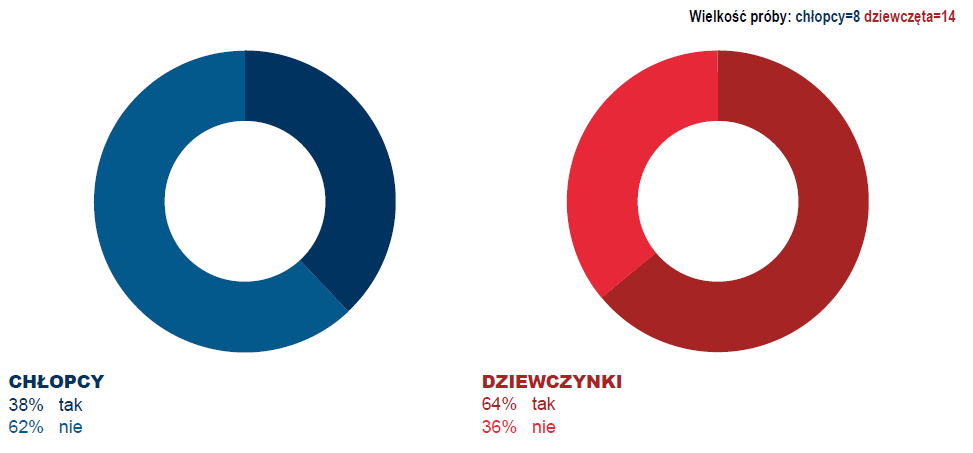 Wielkość próby: chłopcy=8 dziewczęta=14
CHŁOPCY
38% tak
62% nie
DZIEWCZYNKI
64% tak
36% nie